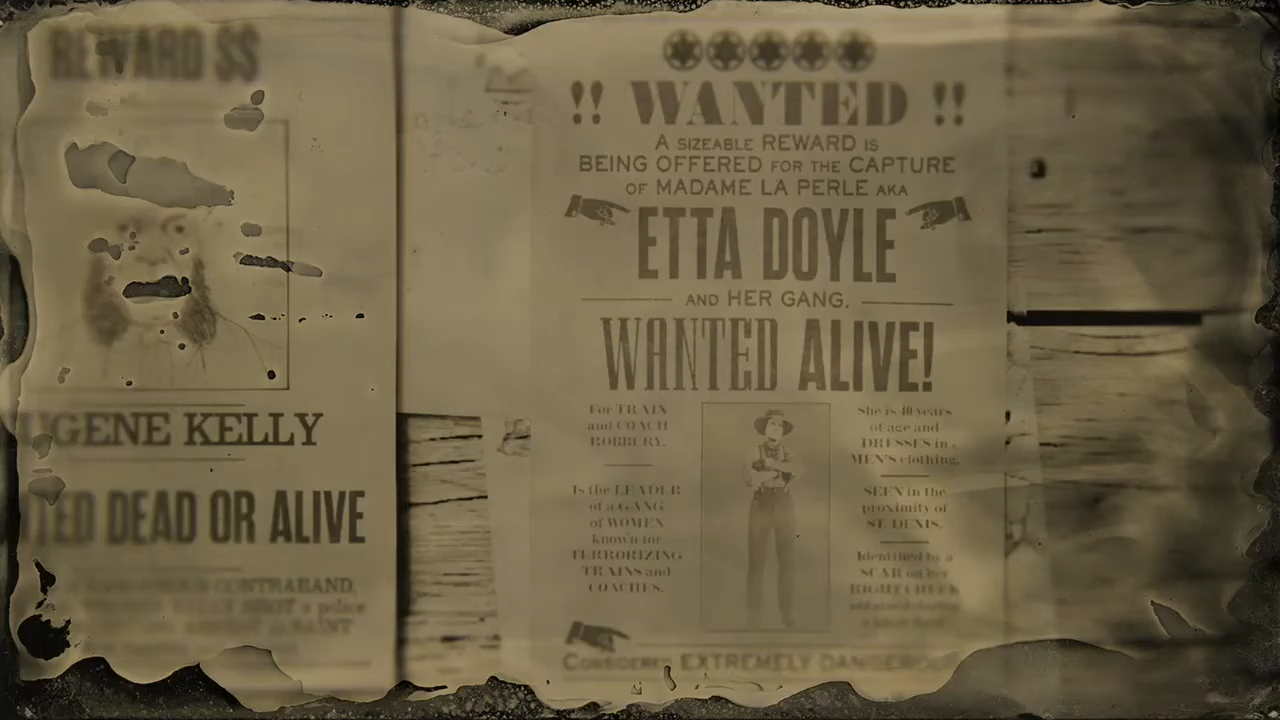 REWARD $$
UGENE KELLY
TED DEAD OR ALIVE
CONTRABAND,
a police
!! WANTED !!
A SIZEABLE REWARD IS
BEING OFFERED FOR THE CAPTURE
OF MADAME LA PERLE AKA
ETTA DOYLE
AND HER GANG.
WANTED ALIVE!
For TRAIN
and COACH
ROBBERY.
Is the LEADER
of a GANG
of WOMEN
known for
TERRORIZING
TRAINS and
COACHES.
She is 40 years
of age and
DRESSES in
MEN'S clothing.
SEEN in the
proximity of
ST. DENIS.
Identified by a
SCAR on her
RIGHT CHEEK
CONSIDERED EXTREMELY DANGEROUS